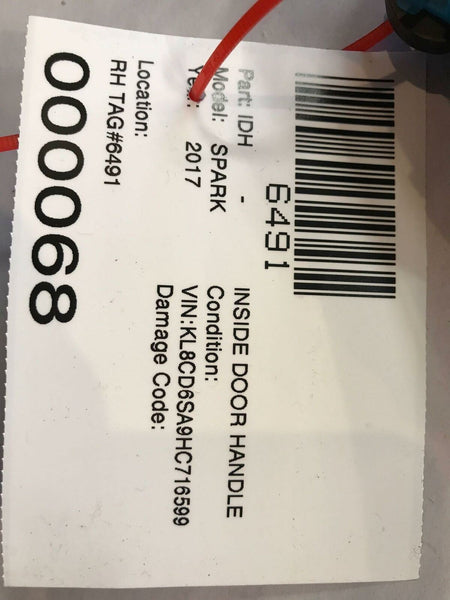 6491
Part: IDH - INSIDE DOOR HANDLE
Model: SPARK Condition:
Year: 2017 VIN:KL8CD6SA9HC716599
Damage Code:
Location:
RH TAG#6491
000068